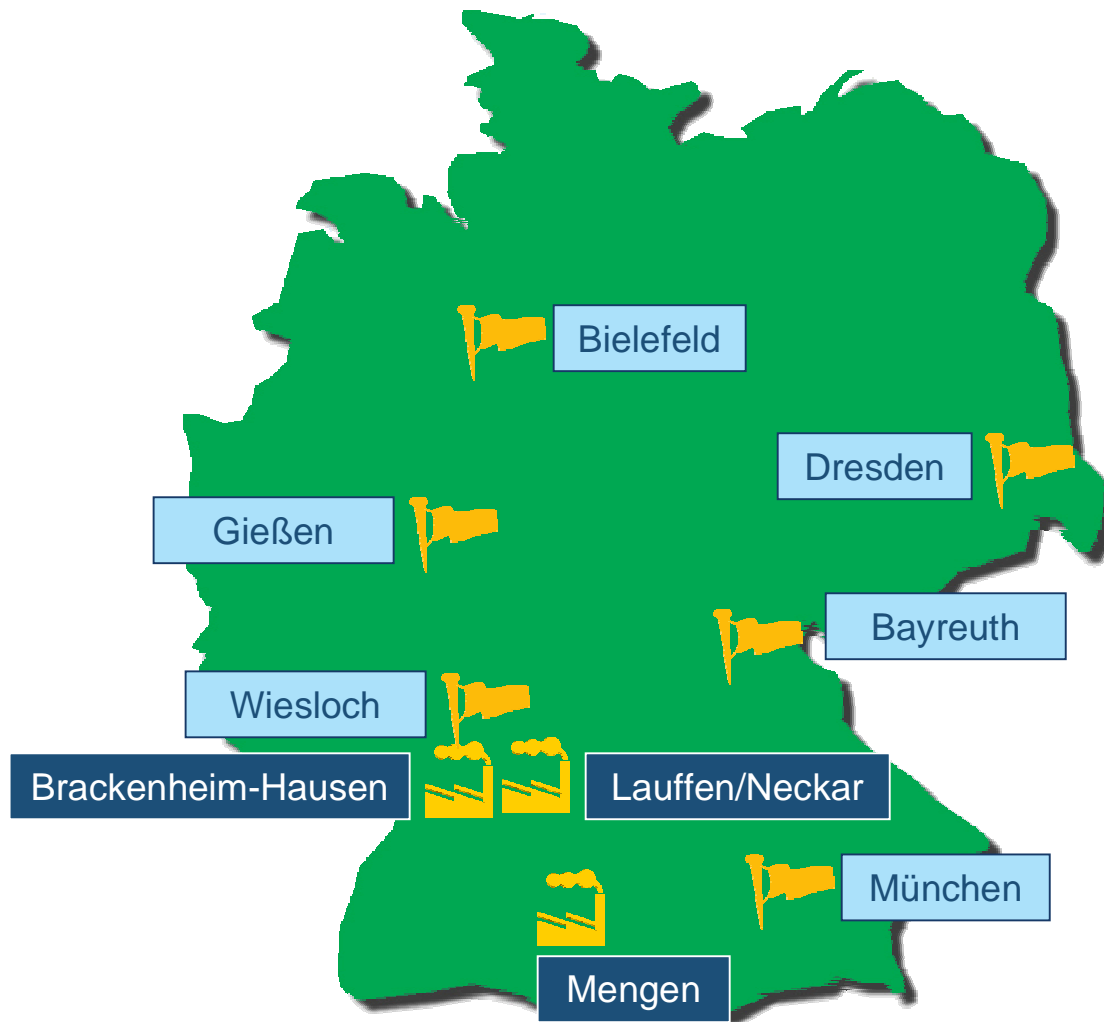 Bielefeld
Dresden
Gießen
Bayreuth
Wiesloch
Brackenheim-Hausen
Lauffen/Neckar
München
Mengen